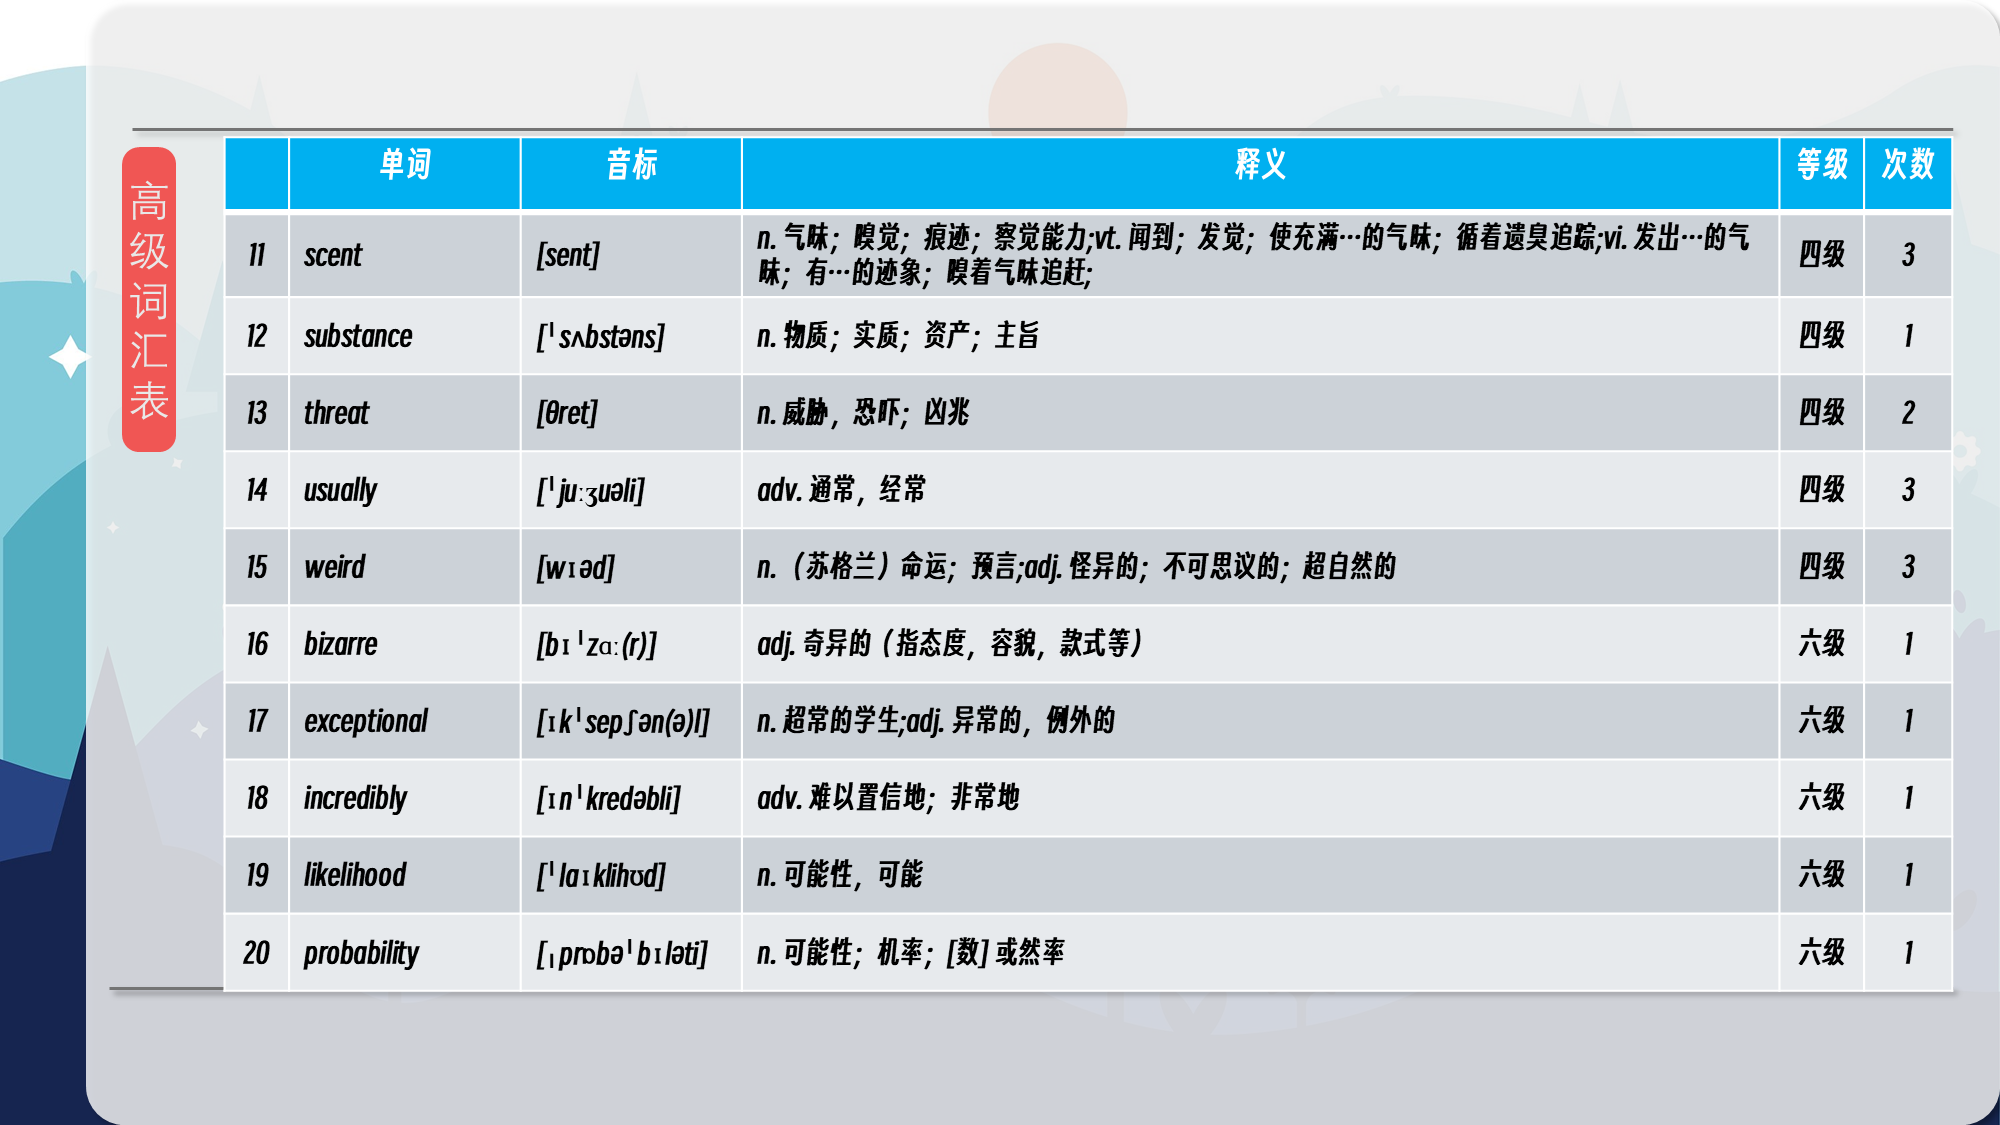 高级词汇表
单词 音标 释义 等级 次数
11 scent [sent] n. 气味；嗅觉；痕迹；察觉能力;vt. 闻到；发觉；使充满…的气味；循着遗臭追踪;vi. 发出…的气
味；有…的迹象；嗅着气味追赶; 四级 3
12 substance [ˈsʌbstəns] n. 物质；实质；资产；主旨 四级 1
13 threat [θret] n. 威胁，恐吓；凶兆 四级 2
14 usually [ˈjuːʒuəli] adv. 通常，经常 四级 3
15 weird [wɪəd] n.（苏格兰）命运；预言;adj. 怪异的；不可思议的；超自然的 四级 3
16 bizarre [bɪˈzɑː(r)] adj. 奇异的（指态度，容貌，款式等） 六级 1
17 exceptional [ɪkˈsepʃən(ə)l] n. 超常的学生;adj. 异常的，例外的 六级 1
18 incredibly [ɪnˈkredəbli] adv. 难以置信地；非常地 六级 1
19 likelihood [ˈlaɪklihʊd] n. 可能性，可能 六级 1
20 probability [ˌprɒbəˈbɪləti] n. 可能性；机率；[数] 或然率 六级 1